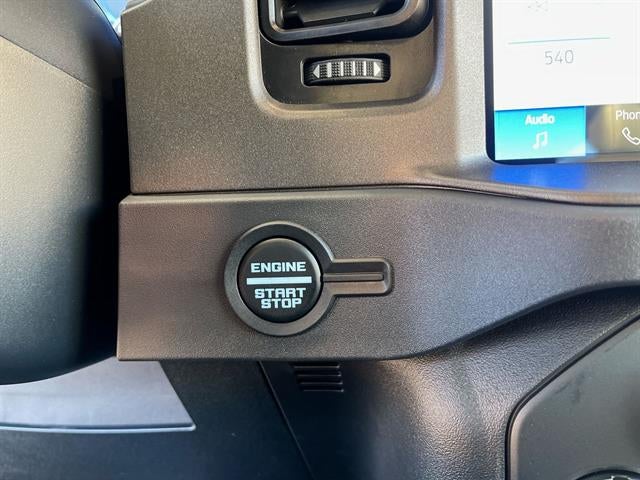 540
Audio
Phon
ENGINE
START
STOP